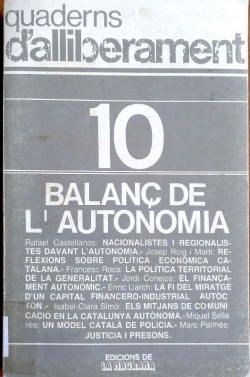 quaderns
d'alliberament
10
BALANÇ DE
L'AUTONOMIA
Rafael Castellanos: NACIONALISTES I REGIONALIS-
TES DAVANT L'AUTONOMIA.- Josep Roig i Martí: RE-
FLEXIONS SOBRE POLÍTICA ECONÒMICA CA-
TALANA.- Francesc Roca: LA POLÍTICA TERRITORIAL
DE LA GENERALITAT.- Jordi Conejos: EL FINANÇA-
MENT AUTONÒMIC.- Enric Llarch: LA FI DEL MIRATGE
D'UN CAPITAL FINANCERO-INDUSTRIAL AUTÒC
TON.- Isabel-Clara Simó: ELS MITJANS DE COMUNI
CACIÓ EN LA CATALUNYA AUTÒNOMA.- Miquel Sella
rès: UN MODEL CATALÀ DE POLICIA.- Marc Palmés:
JUSTÍCIA I PRESONS.
EDICIONS DE
LA MAGRANA